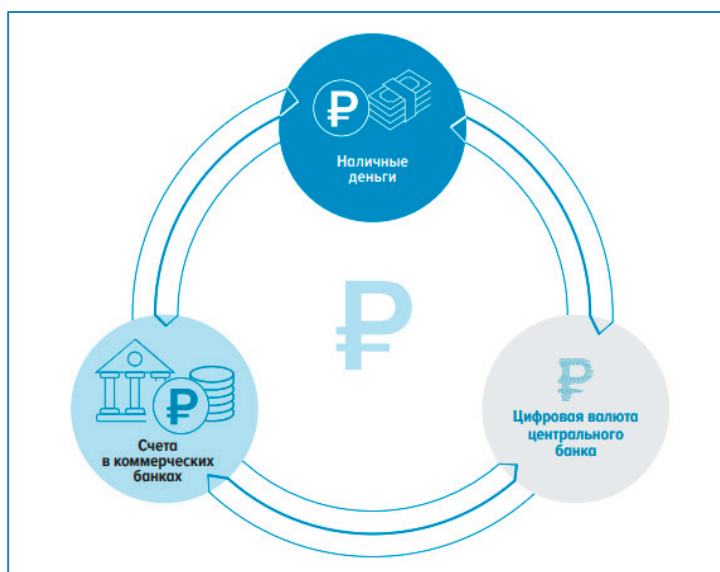 ₽
Наличные
деньги
₽
₽
Счета
в коммерческих
банках
₽
Цифровая валюта
центрального
банка